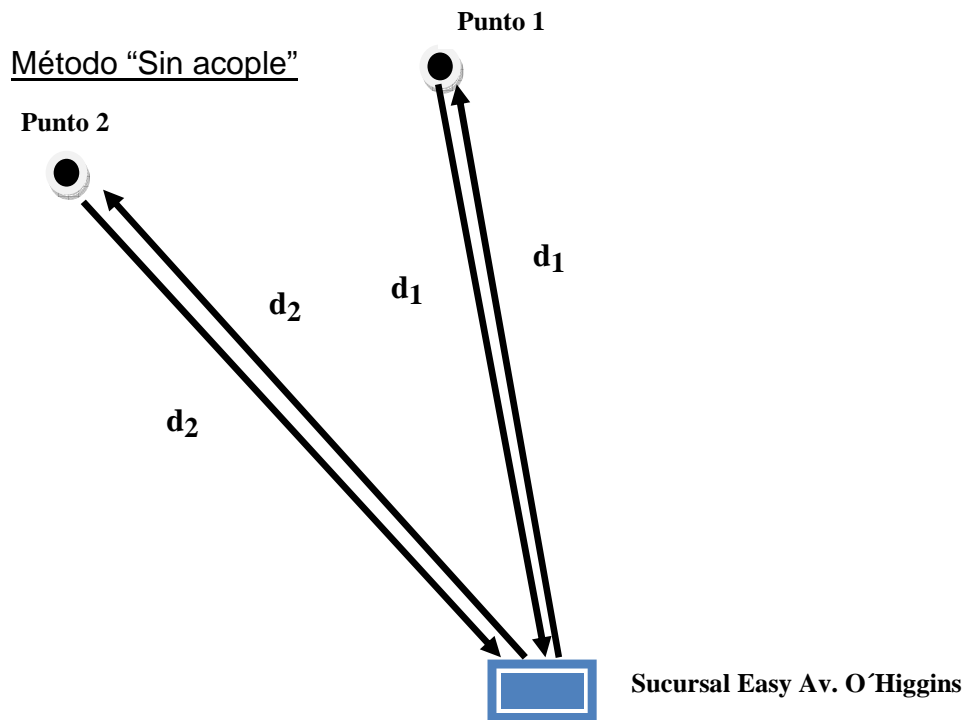 Punto 1
Método “Sin acople”
Punto 2
d1
d1
d2
d2
Sucursal Easy Av. O´Higgins